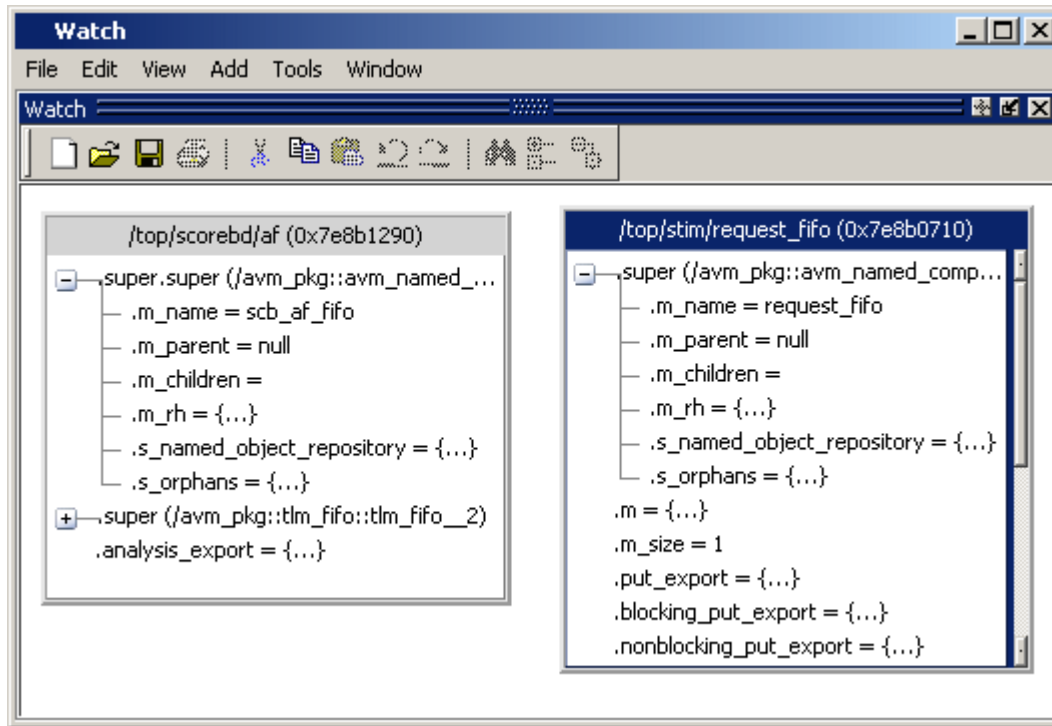 Watch
File Edit View Add Tools Window
Watch
/top/scorebd/af (0x7e8b1290)
.super.super (/avm_pkg::avm_named_...
.m_name = scb_af_fifo
.m_parent = null
.m_children =
.m_rh = {...}
.s_named_object_repository = {...}
.s_orphans = {...}
.super (/avm_pkg::tlm_fifo::tlm_fifo__2)
.analysis_export = {...}
/top/stim/request_fifo (0x7e8b0710)
.super (/avm_pkg::avm_named_comp...
.m_name = request_fifo
.m_parent = null
.m_children =
.m_rh = {...}
.s_named_object_repository = {...}
.s_orphans = {...}
.m = {...}
.m_size = 1
.put_export = {...}
.blocking_put_export = {...}
.nonblocking_put_export = {...}